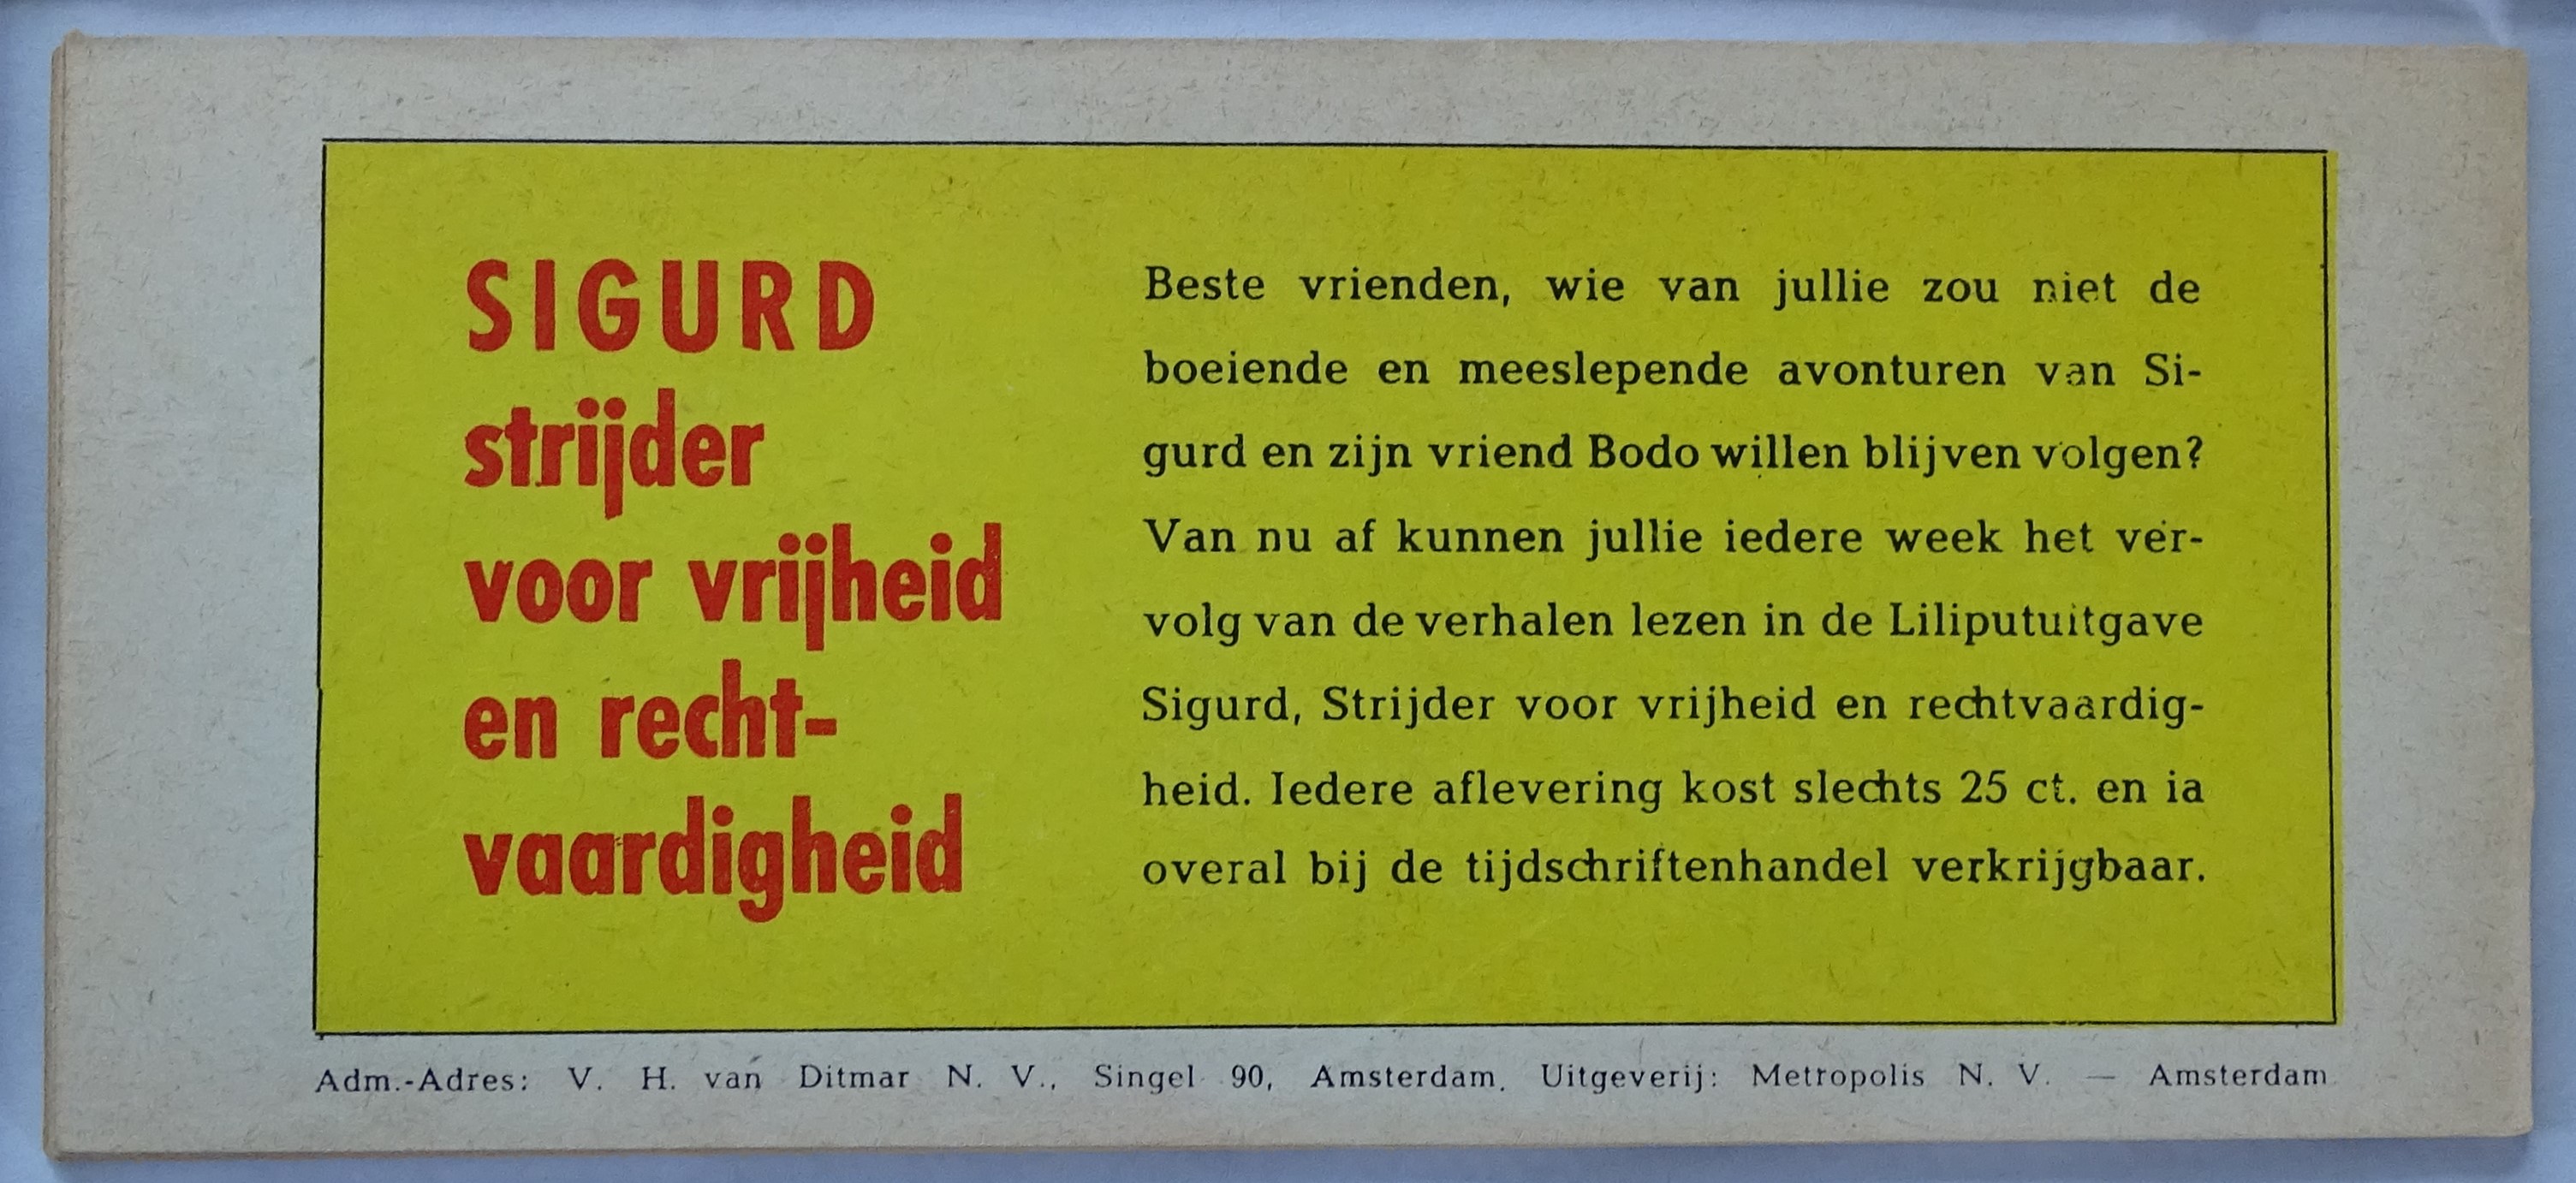 SIGURD
strijder
voor vrijheid
en recht-
vaardigheid
Beste vrienden, wie van jullie zou niet de
boeiende en meeslepende avonturen van Si-
gurd en zijn vriend Bodo willen blijven volgen?
Van nu af kunnen jullie iedere week het ver-
volg van de verhalen lezen in de Liliputuitgave
Sigurd, Strijder voor vrijheid en rechtvaardig-
heid. Iedere aflevering kost slechts 25 ct. en ia
overal bij de tijdschriftenhandel verkrijgbaar.
Adm.-Adres: V. H. van Ditmar N. V., Singel 90, Amsterdam. Uitgeverij: Metropolis N. V. — Amsterdam